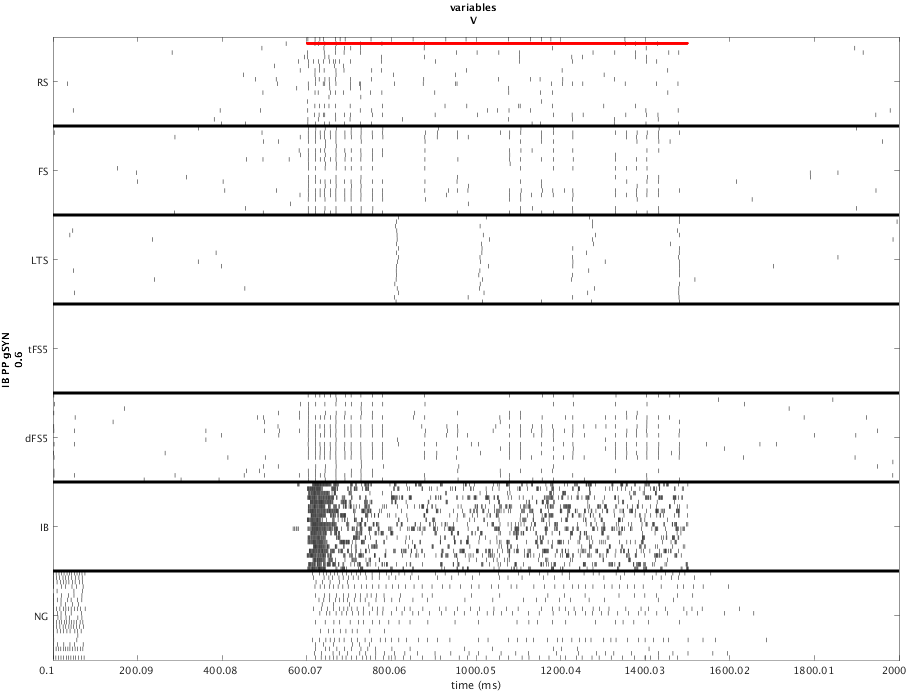 variables
V
RS
FS
LTS
tFS5
dFS5
IB
NG
IB PP gSYN
0.6
0.1 200.09 400.08 600.07 800.06 1000.05 1200.04 1400.03 1600.02 1800.01 2000
time (ms)